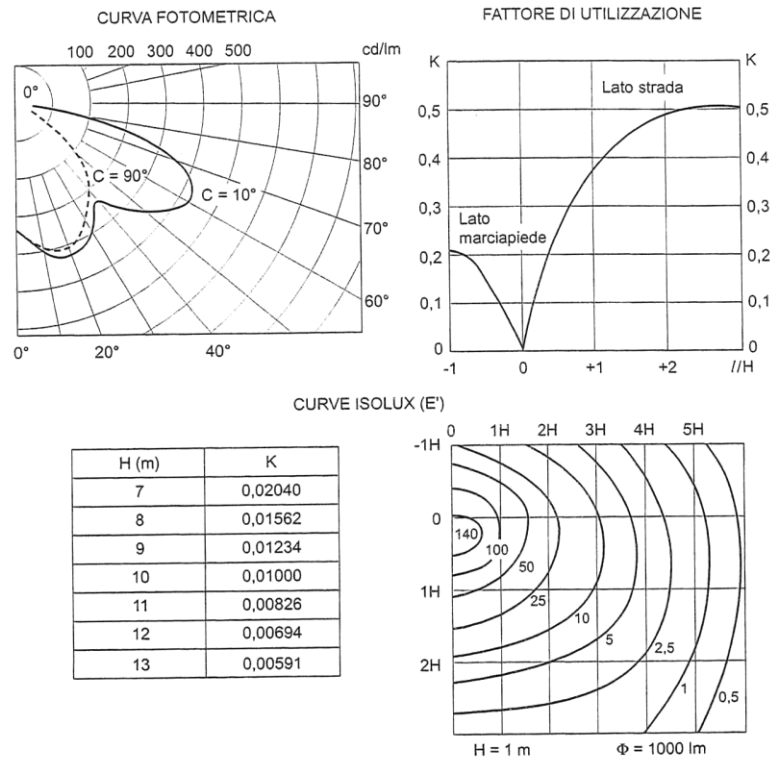 CURVA FOTOMETRICA
100 200 300 400 500 cd/lm
0°
90°
80°
70°
60°
C = 90°
C = 10°
0° 20° 40°
FATTORE DI UTILIZZAZIONE
K K
Lato strada
0,5 0,5
0,4 0,4
0,3 0,3
Lato
marciapiede
0,2 0,2
0,1 0,1
0 0
-1 0 +1 +2 l/H
CURVE ISOLUX (E')
H (m) K
7 0,02040
8 0,01562
9 0,01234
10 0,01000
11 0,00826
12 0,00694
13 0,00591
0 1H 2H 3H 4H 5H
-1H
0
1H
2H
140
100
50
25
10
5
2,5
1
0,5
H = 1 m Φ = 1000 lm